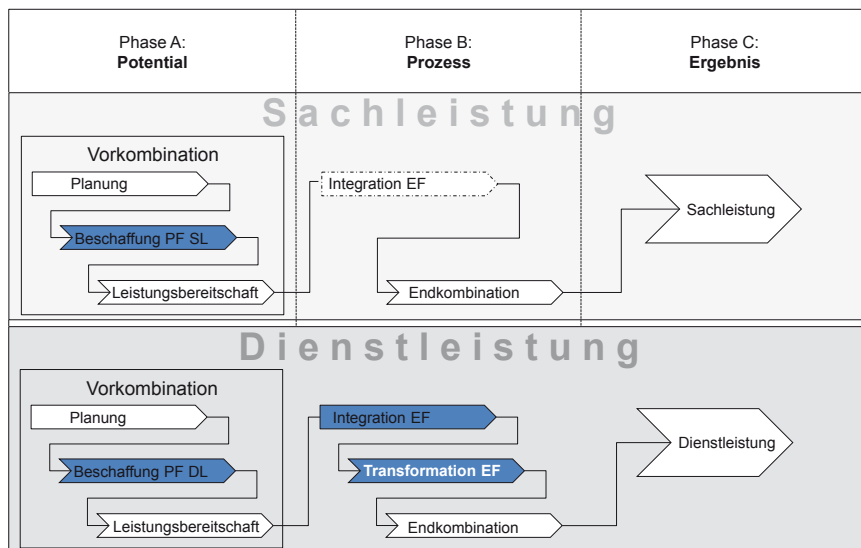 Phase A:
Potential
Phase B:
Prozess
Phase C:
Ergebnis
Sachleistung
Vorkombination
Planung
Beschaffung PF SL
Leistungsbereitschaft
Integration EF
Endkombination
Sachleistung
Dienstleistung
Vorkombination
Planung
Beschaffung PF DL
Leistungsbereitschaft
Integration EF
Transformation EF
Endkombination
Dienstleistung